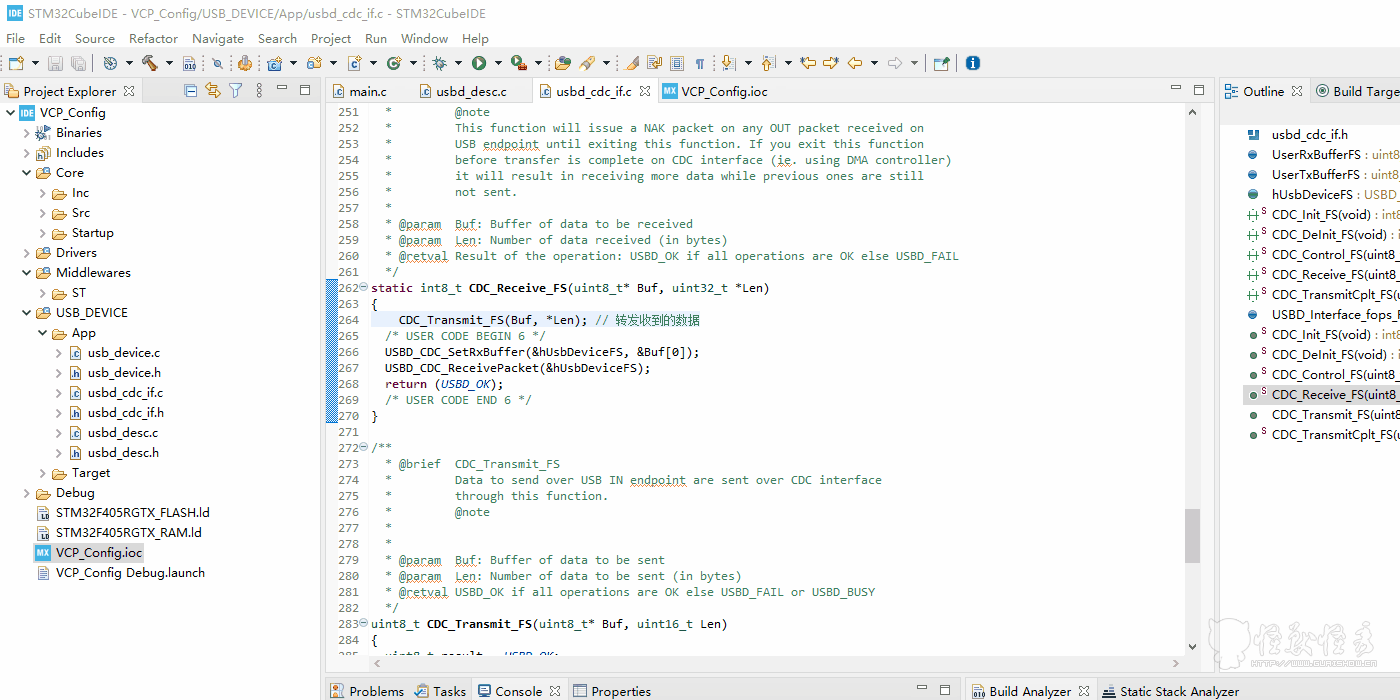 STM32CubeIDE - VCP_Config/USB_DEVICE/App/usbd_cdc_if.c - STM32CubeIDE
File Edit Source Refactor Navigate Search Project Run Window Help
Project Explorer
VCP_Config
Binaries
Includes
Core
Inc
Src
Startup
Drivers
Middlewares
ST
USB_DEVICE
App
usb_device.c
usb_device.h
usbd_cdc_if.c
usbd_cdc_if.h
usbd_desc.c
usbd_desc.h
Target
Debug
STM32F405RGTX_FLASH.ld
STM32F405RGTX_RAM.ld
VCP_Config.ioc
VCP_Config Debug.launch
main.c usbd_desc.c usbd_cdc_if.c VCP_Config.ioc
251 * @note
252 * This function will issue a NAK packet on any OUT packet received on
253 * USB endpoint until exiting this function. If you exit this function
254 * before transfer is complete on CDC interface (ie. using DMA controller)
255 * it will result in receiving more data while previous ones are still
256 * not sent.
257 *
258 * @param Buf: Buffer of data to be received
259 * @param Len: Number of data received (in bytes)
260 * @retval Result of the operation: USBD_OK if all operations are OK else USBD_FAIL
261 */
262 static int8_t CDC_Receive_FS(uint8_t* Buf, uint32_t *Len)
263 {
264 CDC_Transmit_FS(Buf, *Len); // 转发收到的数据
265 /* USER CODE BEGIN 6 */
266 USBD_CDC_SetRxBuffer(&hUsbDeviceFS, &Buf[0]);
267 USBD_CDC_ReceivePacket(&hUsbDeviceFS);
268 return (USBD_OK);
269 /* USER CODE END 6 */
270 }
271
272 /**
273 * @brief CDC_Transmit_FS
274 * Data to send over USB IN endpoint are sent over CDC interface
275 * through this function.
276 * @note
277 *
278 *
279 * @param Buf: Buffer of data to be sent
280 * @param Len: Number of data to be sent (in bytes)
281 * @retval USBD_OK if all operations are OK else USBD_FAIL or USBD_BUSY
282 */
283 uint8_t CDC_Transmit_FS(uint8_t* Buf, uint16_t Len)
284 {
Problems Tasks Console Properties
Build Analyzer Static Stack Analyzer
Outline Build Targe
usbd_cdc_if.h
UserRxBufferFS : uint8
UserTxBufferFS : uint8_
hUsbDeviceFS : USBD_
CDC_Init_FS(void) : int8
CDC_DeInit_FS(void) : i
CDC_Control_FS(uint8_
CDC_Receive_FS(uint8_
CDC_TransmitCplt_FS(u
USBD_Interface_fops_F
CDC_Init_FS(void) : int8
CDC_DeInit_FS(void) : i
CDC_Control_FS(uint8_
CDC_Receive_FS(uint8_
CDC_Transmit_FS(uint8
CDC_TransmitCplt_FS(u